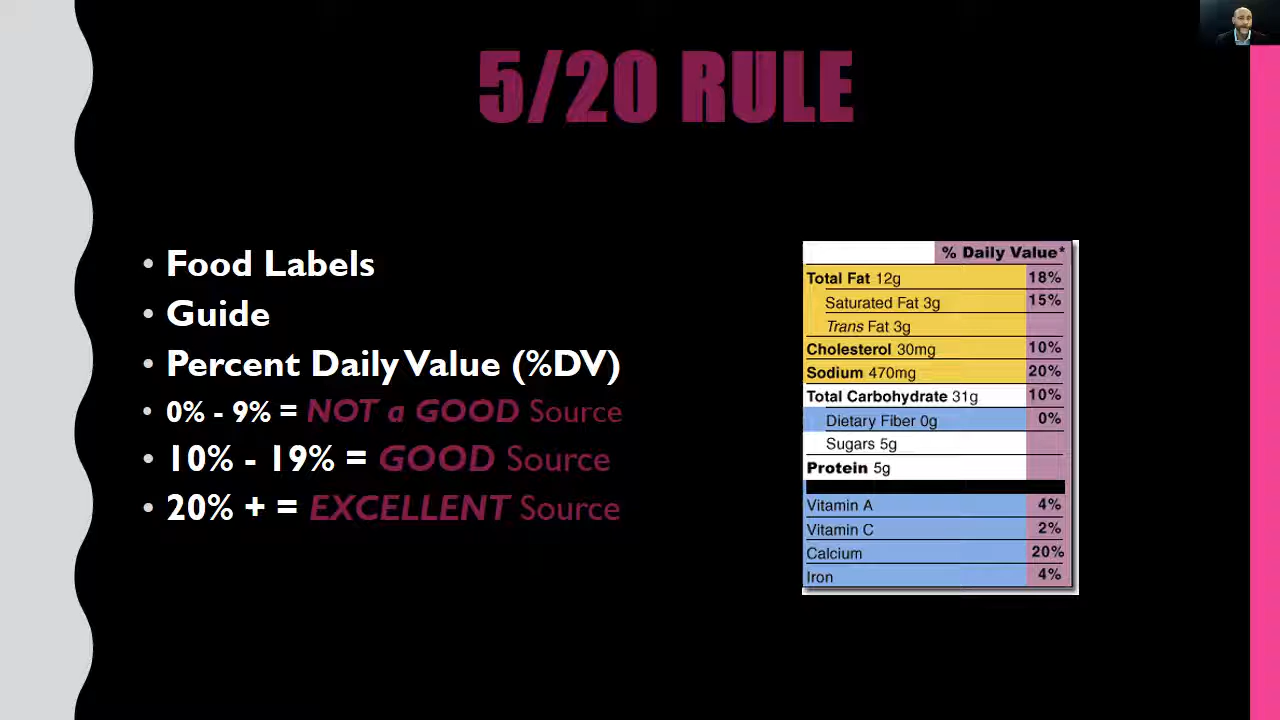 5/20 RULE
• Food Labels
• Guide
• Percent Daily Value (%DV)
• 0% - 9% = NOT a GOOD Source
• 10% - 19% = GOOD Source
• 20% + = EXCELLENT Source
% Daily Value*
Total Fat 12g 18%
Saturated Fat 3g 15%
Trans Fat 3g
Cholesterol 30mg 10%
Sodium 470mg 20%
Total Carbohydrate 31g 10%
Dietary Fiber 0g 0%
Sugars 5g
Protein 5g
Vitamin A 4%
Vitamin C 2%
Calcium 20%
Iron 4%